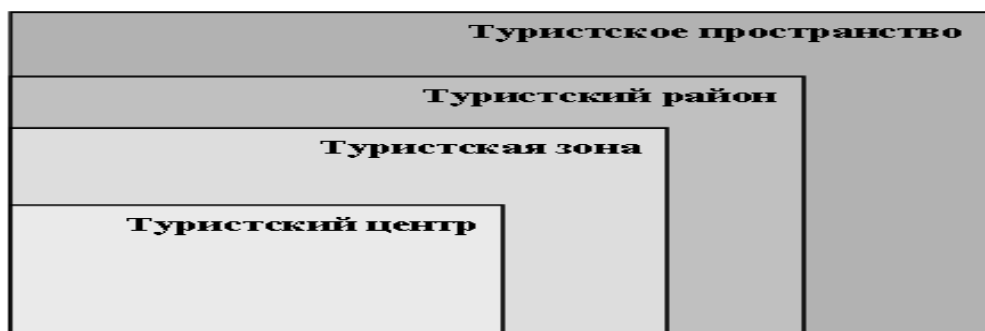 Туристское пространство
Туристский район
Туристская зона
Туристский центр